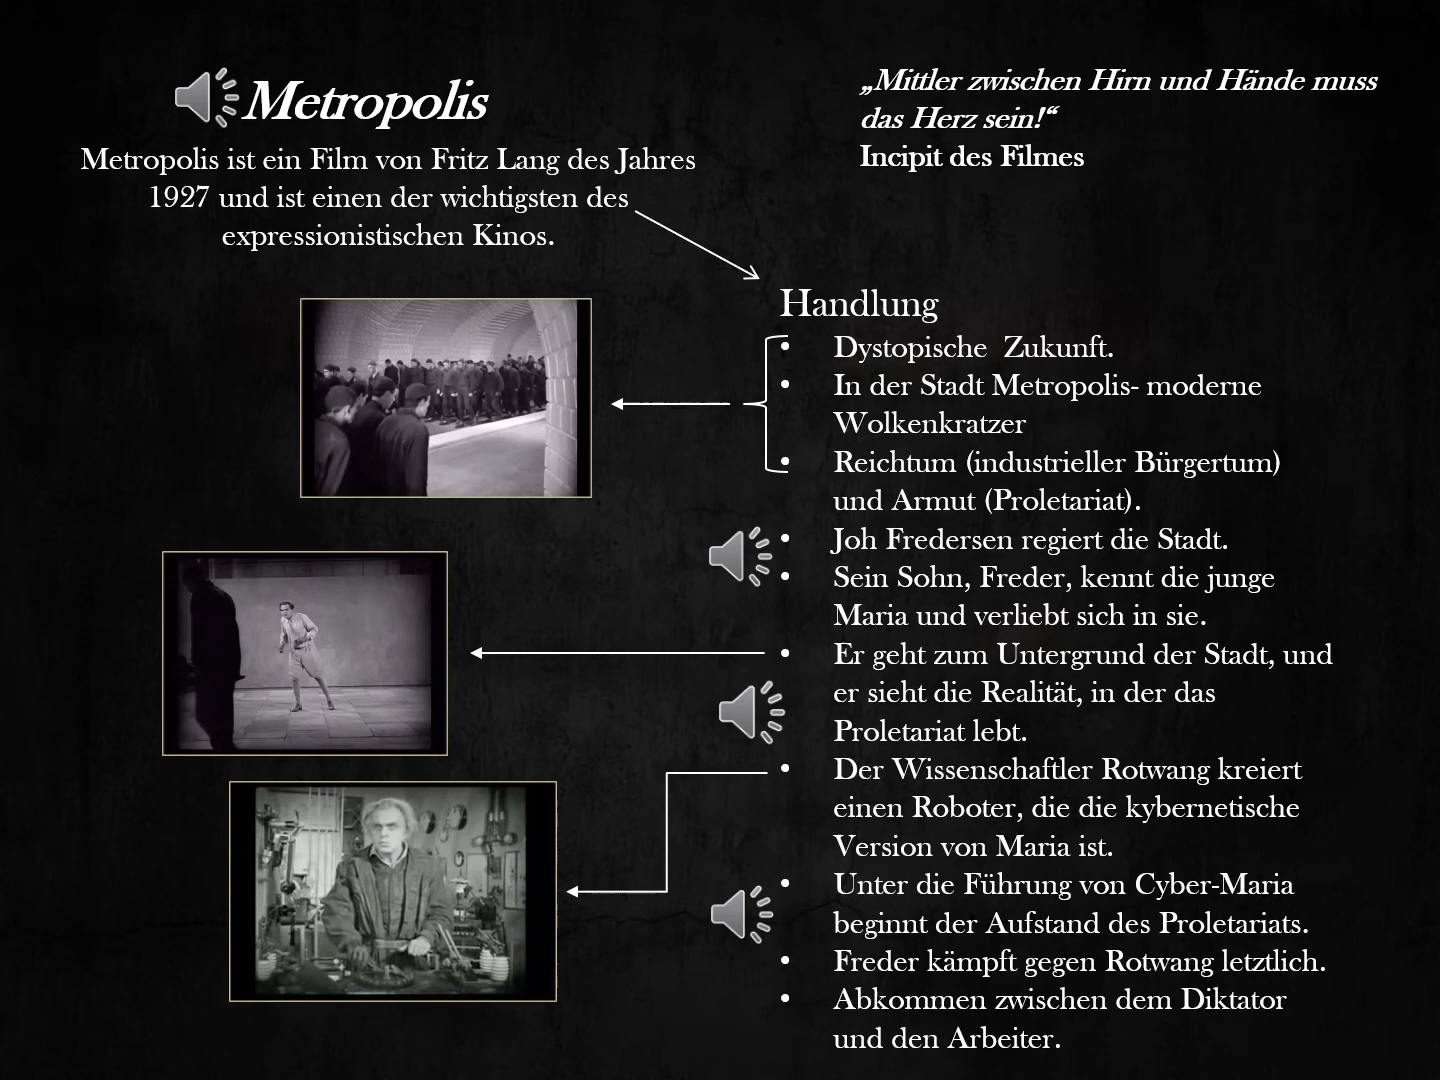 Metropolis
Metropolis ist ein Film von Fritz Lang des Jahres
1927 und ist einen der wichtigsten des
expressionistischen Kinos.
„Mittler zwischen Hirn und Hände muss
das Herz sein!“
Incipit des Filmes
Handlung
• Dystopische  Zukunft.
• In der Stadt Metropolis- moderne
Wolkenkratzer
• Reichtum (industrieller Bürgertum)
und Armut (Proletariat).
• Joh Fredersen regiert die Stadt.
• Sein Sohn, Freder, kennt die junge
Maria und verliebt sich in sie.
• Er geht zum Untergrund der Stadt, und
er sieht die Realität, in der das
Proletariat lebt.
• Der Wissenschaftler Rotwang kreiert
einen Roboter, die die kybernetische
Version von Maria ist.
• Unter die Führung von Cyber-Maria
beginnt der Aufstand des Proletariats.
• Freder kämpft gegen Rotwang letztlich.
• Abkommen zwischen dem Diktator
und den Arbeiter.